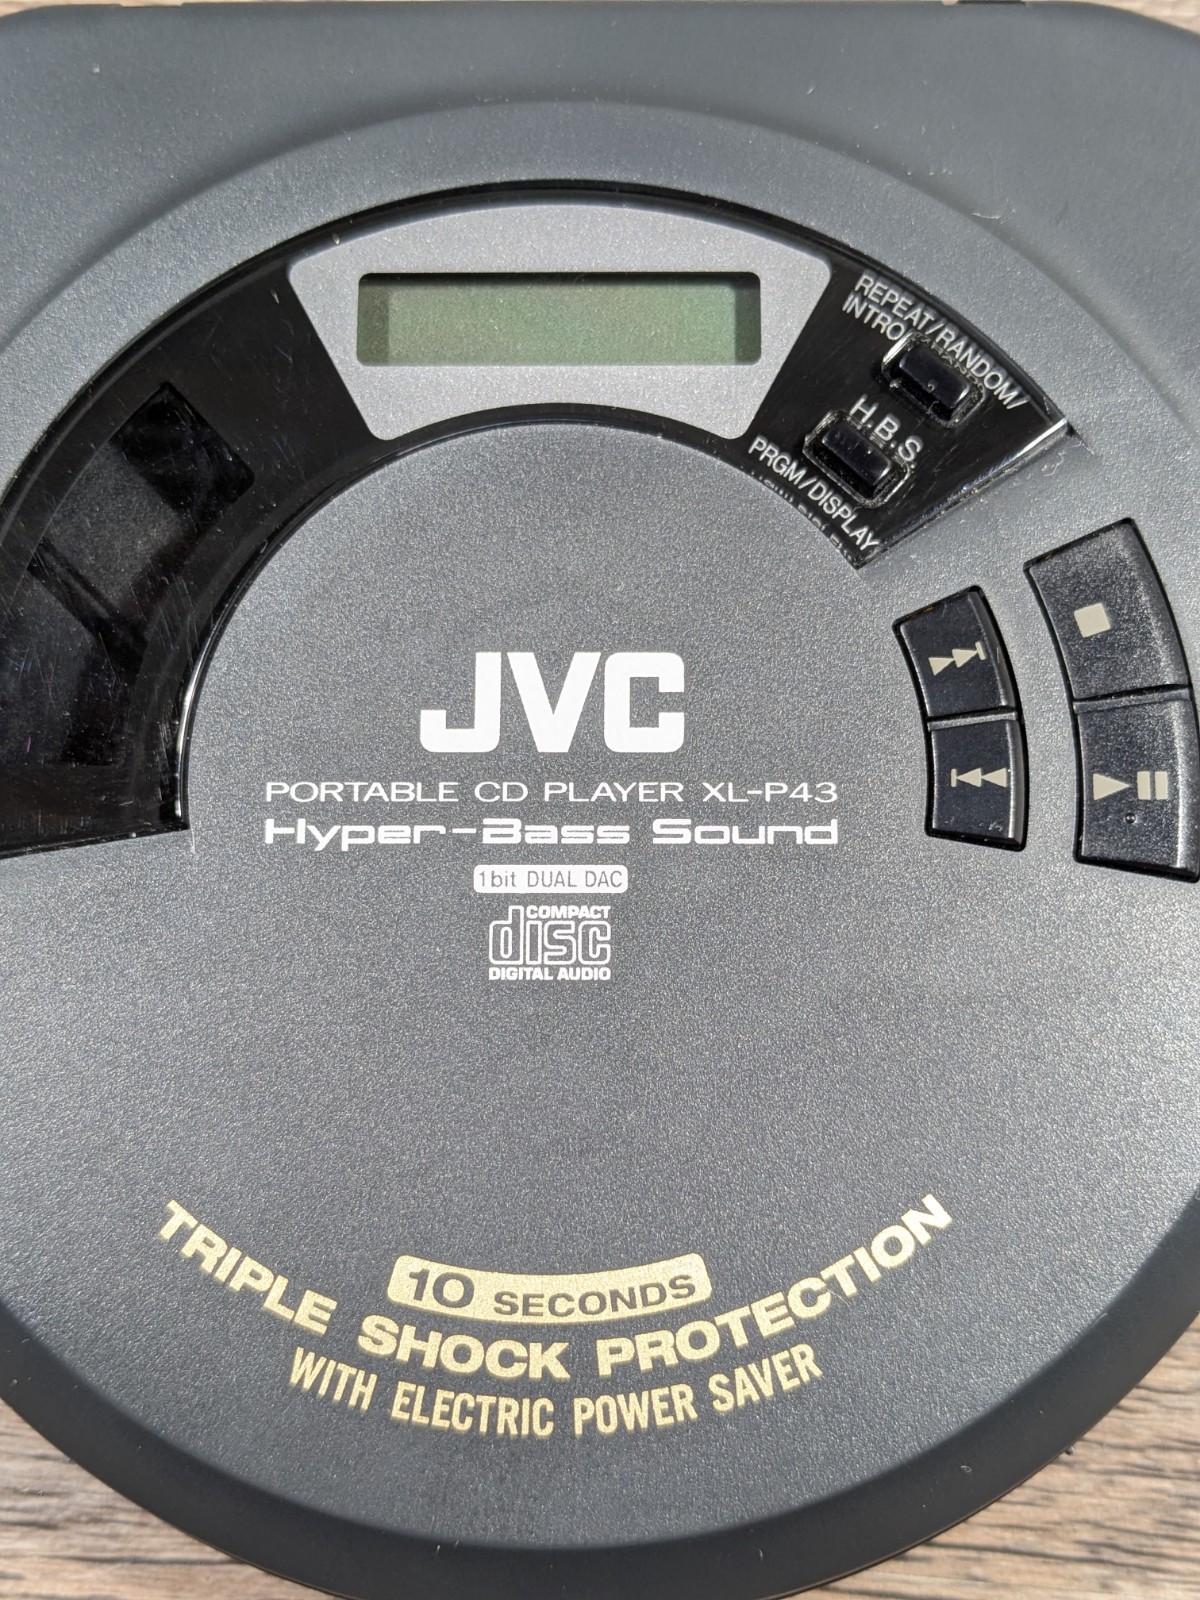 REPEAT/RANDOM/
INTRO
H.B.S.
PRGM/DISPLAY
JVC
PORTABLE CD PLAYER XL-P43
Hyper-Bass Sound
1bit DUAL DAC
COMPACT
disc
DIGITAL AUDIO
10 SECONDS
TRIPLE SHOCK PROTECTION
WITH ELECTRIC POWER SAVER